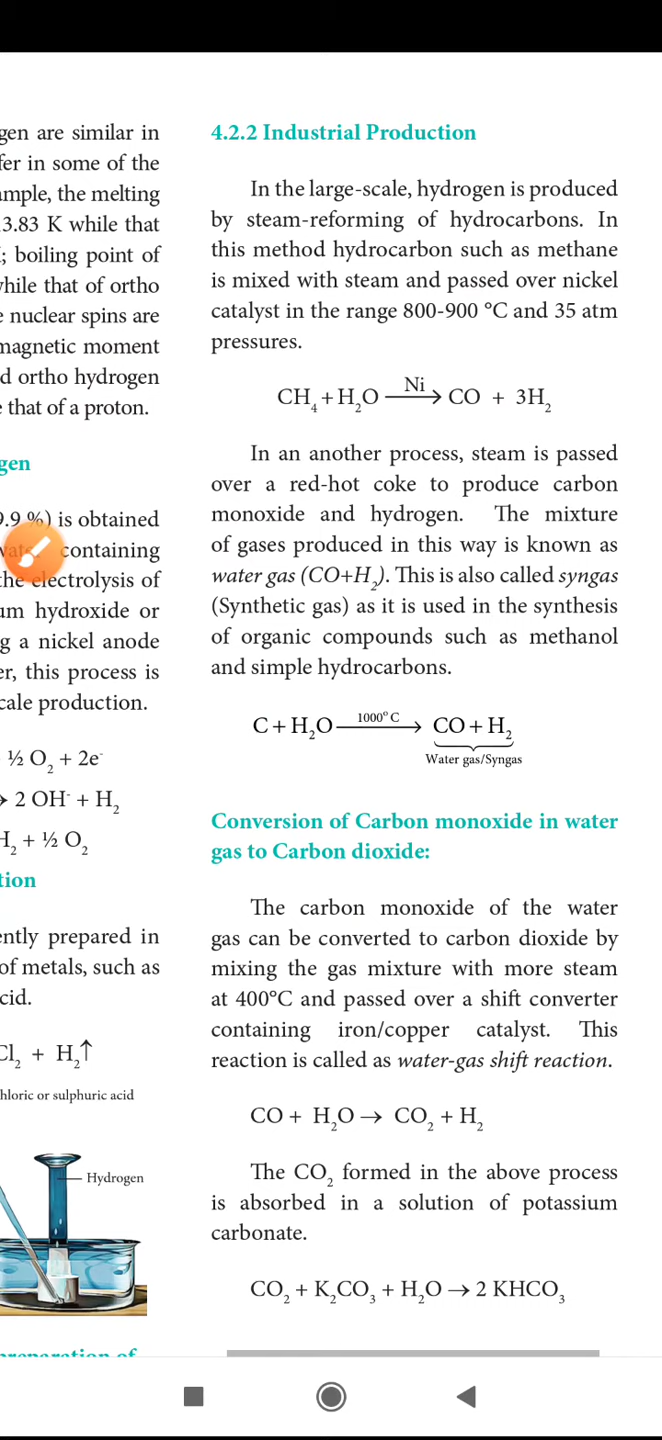 gen are similar in
fer in some of the
ample, the melting
3.83 K while that
; boiling point of
while that of ortho
nuclear spins are
magnetic moment
d ortho hydrogen
that of a proton.
gen
9.9 %) is obtained
containing
the electrolysis of
um hydroxide or
g a nickel anode
er, this process is
cale production.
½ O₂ + 2e⁻
→ 2 OH⁻ + H₂
H₂ + ½ O₂
tion
ently prepared in
of metals, such as
cid.
Cl₂ + H₂↑
hloric or sulphuric acid
Hydrogen
preparation of
4.2.2 Industrial Production
In the large-scale, hydrogen is produced
by steam-reforming of hydrocarbons. In
this method hydrocarbon such as methane
is mixed with steam and passed over nickel
catalyst in the range 800-900 °C and 35 atm
pressures.
CH₄ + H₂O —Ni→ CO + 3H₂
In an another process, steam is passed
over a red-hot coke to produce carbon
monoxide and hydrogen. The mixture
of gases produced in this way is known as
water gas (CO+H₂). This is also called syngas
(Synthetic gas) as it is used in the synthesis
of organic compounds such as methanol
and simple hydrocarbons.
C + H₂O —1000° C→ CO + H₂
Water gas/Syngas
Conversion of Carbon monoxide in water
gas to Carbon dioxide:
The carbon monoxide of the water
gas can be converted to carbon dioxide by
mixing the gas mixture with more steam
at 400°C and passed over a shift converter
containing iron/copper catalyst. This
reaction is called as water-gas shift reaction.
CO + H₂O → CO₂ + H₂
The CO₂ formed in the above process
is absorbed in a solution of potassium
carbonate.
CO₂ + K₂CO₃ + H₂O → 2 KHCO₃